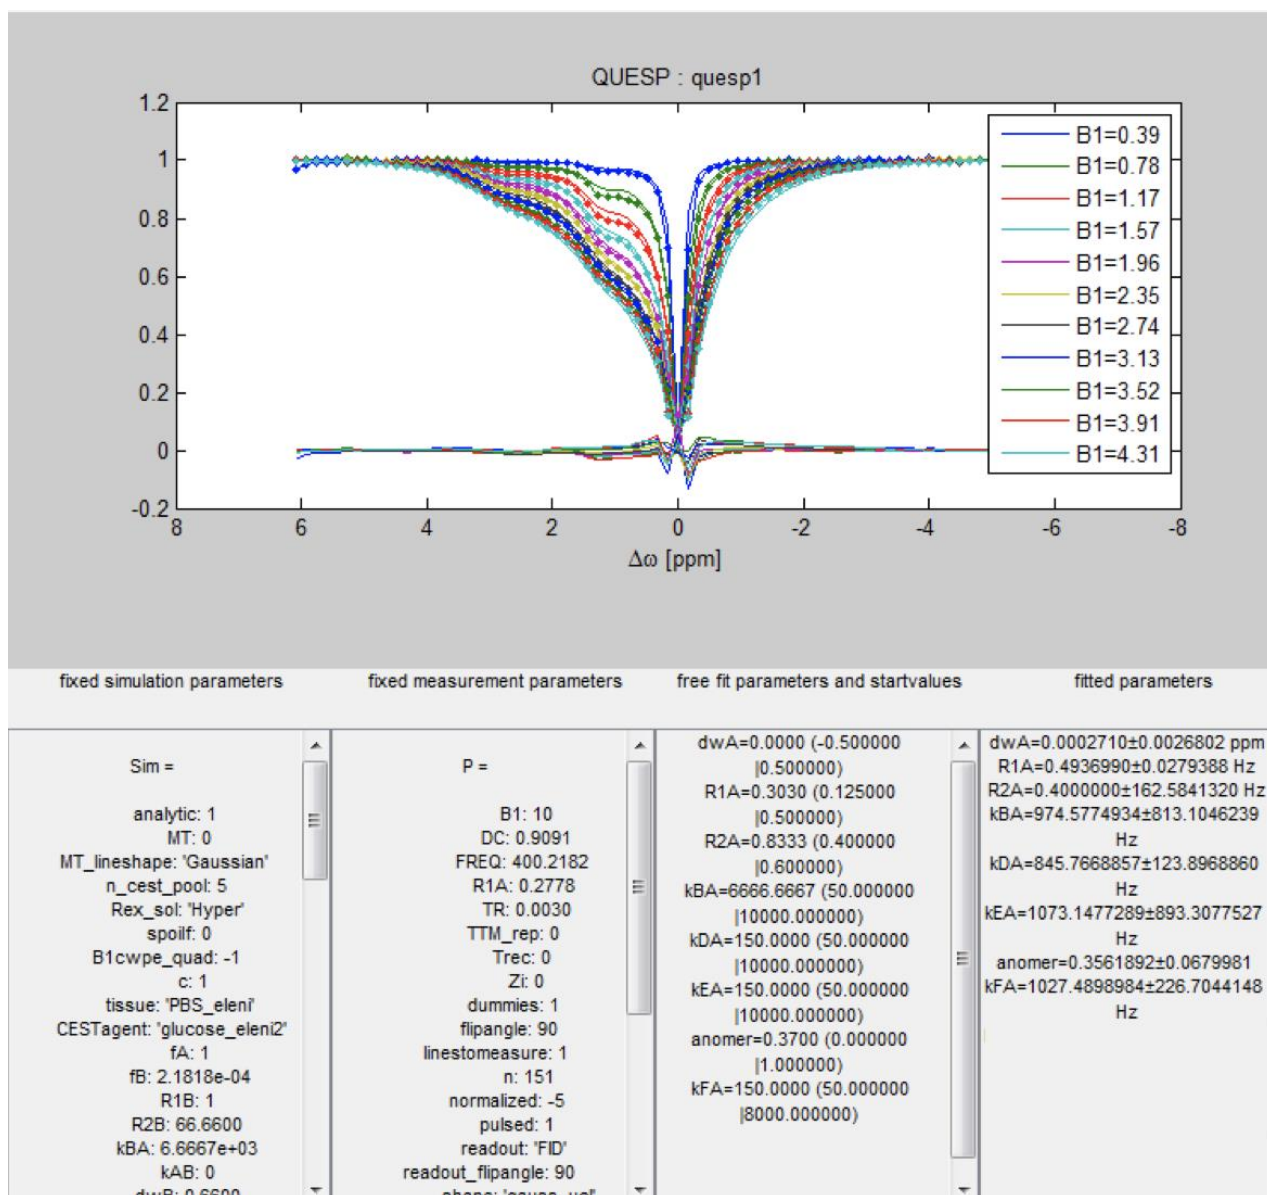 QUESP : quesp1
1.2
1
0.8
0.6
0.4
0.2
0
-0.2
8
6
4
2
0
-2
-4
-6
-8
Δω [ppm]
B1=0.39
B1=0.78
B1=1.17
B1=1.57
B1=1.96
B1=2.35
B1=2.74
B1=3.13
B1=3.52
B1=3.91
B1=4.31
fixed simulation parameters
Sim =
analytic: 1
MT: 0
MT_lineshape: 'Gaussian'
n_cest_pool: 5
Rex_sol: 'Hyper'
spoilf: 0
B1cwpe_quad: -1
c: 1
tissue: 'PBS_eleni'
CESTagent: 'glucose_eleni2'
fA: 1
fB: 2.1818e-04
R1B: 1
R2B: 66.6600
kBA: 6.6667e+03
kAB: 0
dwB: 0.6600
fixed measurement parameters
P =
B1: 10
DC: 0.9091
FREQ: 400.2182
R1A: 0.2778
TR: 0.0030
TTM_rep: 0
Trec: 0
Zi: 0
dummies: 1
flipangle: 90
linestomeasure: 1
n: 151
normalized: -5
pulsed: 1
readout: 'FID'
readout_flipangle: 90
free fit parameters and startvalues
dwA=0.0000 (-0.500000
|0.500000)
R1A=0.3030 (0.125000
|0.500000)
R2A=0.8333 (0.400000
|0.600000)
kBA=6666.6667 (50.000000
|10000.000000)
kDA=150.0000 (50.000000
|10000.000000)
kEA=150.0000 (50.000000
|10000.000000)
anomer=0.3700 (0.000000
|1.000000)
kFA=150.0000 (50.000000
|8000.000000)
fitted parameters
dwA=0.0002710±0.0026802 ppm
R1A=0.4936990±0.0279388 Hz
R2A=0.4000000±162.5841320 Hz
kBA=974.5774934±813.1046239
Hz
kDA=845.7668857±123.8968860
Hz
kEA=1073.1477289±893.3077527
Hz
anomer=0.3561892±0.0679981
kFA=1027.4898984±226.7044148
Hz